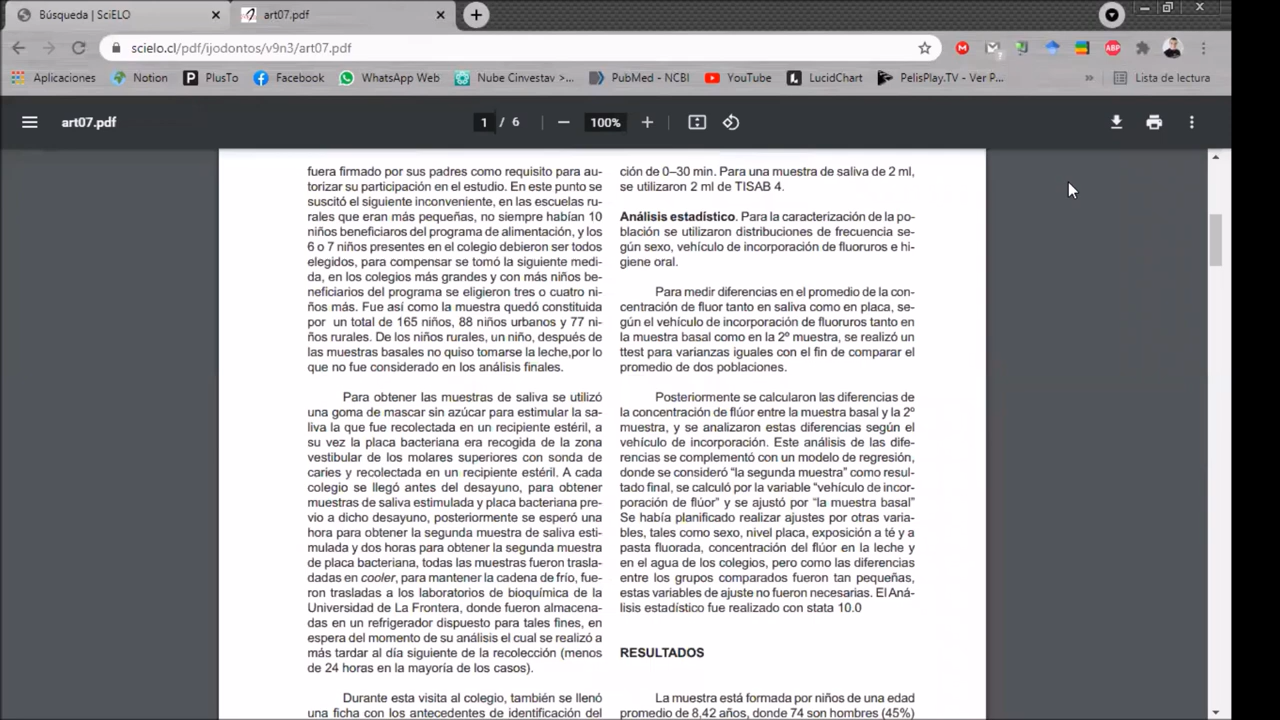 Búsqueda | SciELO
art07.pdf
scielo.cl/pdf/ijodontos/v9n3/art07.pdf
ABP
Aplicaciones
Notion
PlusTo
Facebook
WhatsApp Web
Nube Cinvestav >...
PubMed - NCBI
YouTube
LucidChart
PelisPlay.TV - Ver P...
»
Lista de lectura
art07.pdf
1 / 6
100%
fuera firmado por sus padres como requisito para au-
torizar su participación en el estudio. En este punto se
suscitó el siguiente inconveniente, en las escuelas ru-
rales que eran más pequeñas, no siempre habían 10
niños beneficiaros del programa de alimentación, y los
6 o 7 niños presentes en el colegio debieron ser todos
elegidos, para compensar se tomó la siguiente medi-
da, en los colegios más grandes y con más niños be-
neficiarios del programa se eligieron tres o cuatro ni-
ños más. Fue así como la muestra quedó constituida
por un total de 165 niños, 88 niños urbanos y 77 ni-
ños rurales. De los niños rurales, un niño, después de
las muestras basales no quiso tomarse la leche,por lo
que no fue considerado en los análisis finales.
Para obtener las muestras de saliva se utilizó
una goma de mascar sin azúcar para estimular la sa-
liva la que fue recolectada en un recipiente estéril, a
su vez la placa bacteriana era recogida de la zona
vestibular de los molares superiores con sonda de
caries y recolectada en un recipiente estéril. A cada
colegio se llegó antes del desayuno, para obtener
muestras de saliva estimulada y placa bacteriana pre-
vio a dicho desayuno, posteriormente se esperó una
hora para obtener la segunda muestra de saliva esti-
mulada y dos horas para obtener la segunda muestra
de placa bacteriana, todas las muestras fueron trasla-
dadas en cooler, para mantener la cadena de frío, fue-
ron trasladas a los laboratorios de bioquímica de la
Universidad de La Frontera, donde fueron almacena-
das en un refrigerador dispuesto para tales fines, en
espera del momento de su análisis el cual se realizó a
más tardar al día siguiente de la recolección (menos
de 24 horas en la mayoría de los casos).
Durante esta visita al colegio, también se llenó
una ficha con los antecedentes de identificación del
ción de 0–30 min. Para una muestra de saliva de 2 ml,
se utilizaron 2 ml de TISAB 4.
Análisis estadístico. Para la caracterización de la po-
blación se utilizaron distribuciones de frecuencia se-
gún sexo, vehículo de incorporación de fluoruros e hi-
giene oral.
Para medir diferencias en el promedio de la con-
centración de fluor tanto en saliva como en placa, se-
gún el vehículo de incorporación de fluoruros tanto en
la muestra basal como en la 2º muestra, se realizó un
ttest para varianzas iguales con el fin de comparar el
promedio de dos poblaciones.
Posteriormente se calcularon las diferencias de
la concentración de flúor entre la muestra basal y la 2º
muestra, y se analizaron estas diferencias según el
vehículo de incorporación. Este análisis de las dife-
rencias se complementó con un modelo de regresión,
donde se consideró “la segunda muestra” como resul-
tado final, se calculó por la variable “vehículo de incor-
poración de flúor” y se ajustó por “la muestra basal”
Se había planificado realizar ajustes por otras varia-
bles, tales como sexo, nivel placa, exposición a té y a
pasta fluorada, concentración del flúor en la leche y
en el agua de los colegios, pero como las diferencias
entre los grupos comparados fueron tan pequeñas,
estas variables de ajuste no fueron necesarias. El Aná-
lisis estadístico fue realizado con stata 10.0
RESULTADOS
La muestra está formada por niños de una edad
promedio de 8,42 años, donde 74 son hombres (45%)